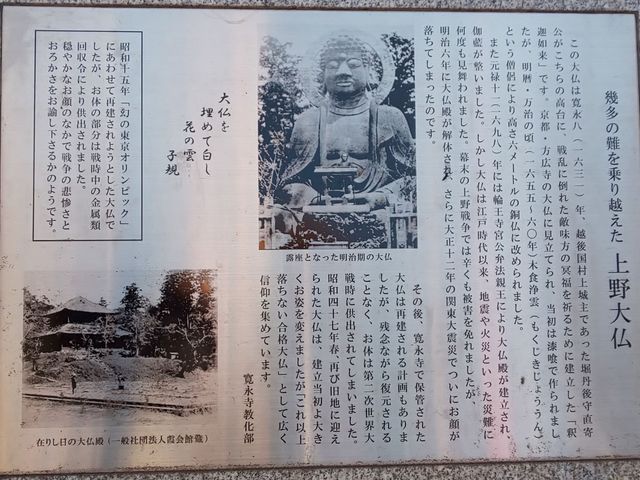 幾多の難を乗り越えた 上野大仏
この大仏は寛永八（一六三一）年、越後国村上城主であった堀丹後守直寄
公がこちらの高台に、戦乱に倒れた敵味方の冥福を祈るために建立した「釈
迦如来」です。京都・方広寺の大仏に見立てられ、当初は漆喰で作られまし
たが、明暦・万治の頃（一六五五～六〇年）木食浄雲（もくじきじょううん）
という僧侶により高さ六メートルの銅仏に改められました。
また元禄十一（一六九八）年には輪王寺宮公弁法親王により大仏殿が建立され、
伽藍が整いました。しかし大仏は江戸時代以来、地震や火災といった災難に
何度も見舞われました。幕末の上野戦争では辛くも被害を免れましたが、
明治六年に大仏殿が解体され、さらに大正十二年の関東大震災でついにお顔が
落ちてしまったのです。
露座となった明治期の大仏
その後、寛永寺で保管された
大仏は再建される計画もありま
したが、残念ながら復元される
ことなく、お体は第二次世界大
戦時に供出されてしまいました。
昭和四十七年春、再び旧地に迎え
られた大仏は、建立当初より大き
くお姿を変えましたが「これ以上
落ちない合格大仏」として広く
信仰を集めています。
寛永寺教化部
大仏を
埋めて白し
花の雲
子規
昭和十五年「幻の東京オリンピック」
にあわせて再建されようとした大仏で
したが、お体の部分は戦時中の金属類
回収令により供出されました。
穏やかなお顔のなかで戦争の悲惨さと
おろかさをお諭し下さるかのようです。
在りし日の大仏殿（一般社団法人霞会館蔵）